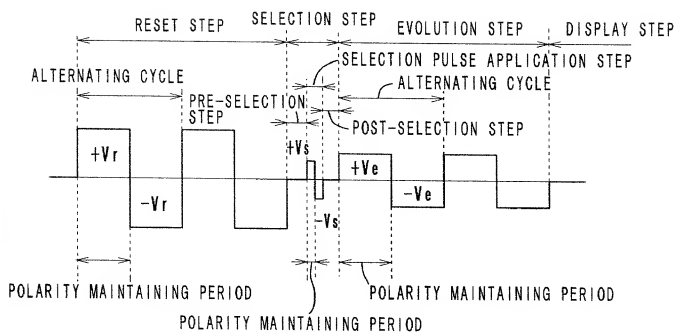 RESET STEP
SELECTION STEP
EVOLUTION STEP
DISPLAY STEP
SELECTION PULSE APPLICATION STEP
ALTERNATING CYCLE
ALTERNATING CYCLE
PRE-SELECTION
STEP
POST-SELECTION STEP
+Vr
+Vs
+Ve
-Vr
-Ve
-Vs
POLARITY MAINTAINING PERIOD
POLARITY MAINTAINING PERIOD
POLARITY MAINTAINING PERIOD